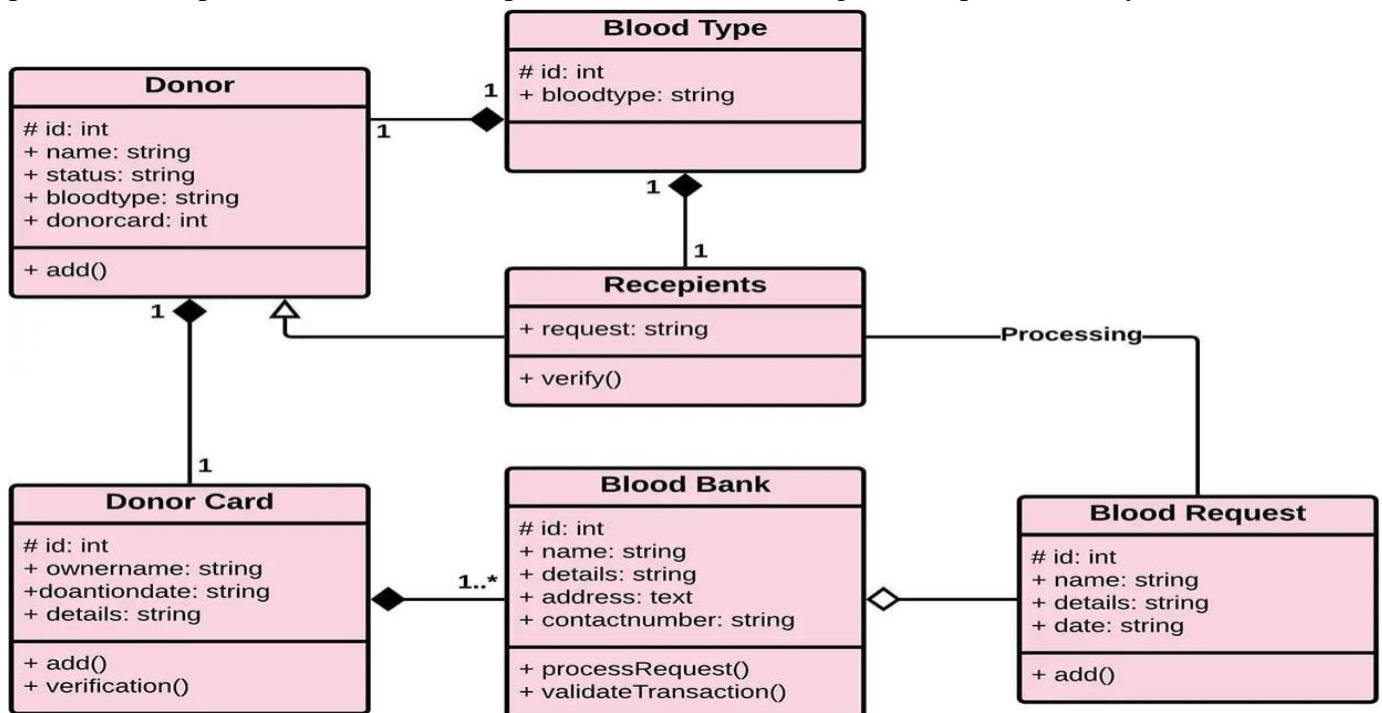 Blood Type
# id: int
+ bloodtype: string
Donor
# id: int
+ name: string
+ status: string
+ bloodtype: string
+ donorcard: int
+ add()
1
1
1
1
Recepients
+ request: string
+ verify()
Processing
1
1
Donor Card
# id: int
+ ownername: string
+doantiondate: string
+ details: string
+ add()
+ verification()
1..*
Blood Bank
# id: int
+ name: string
+ details: string
+ address: text
+ contactnumber: string
+ processRequest()
+ validateTransaction()
Blood Request
# id: int
+ name: string
+ details: string
+ date: string
+ add()